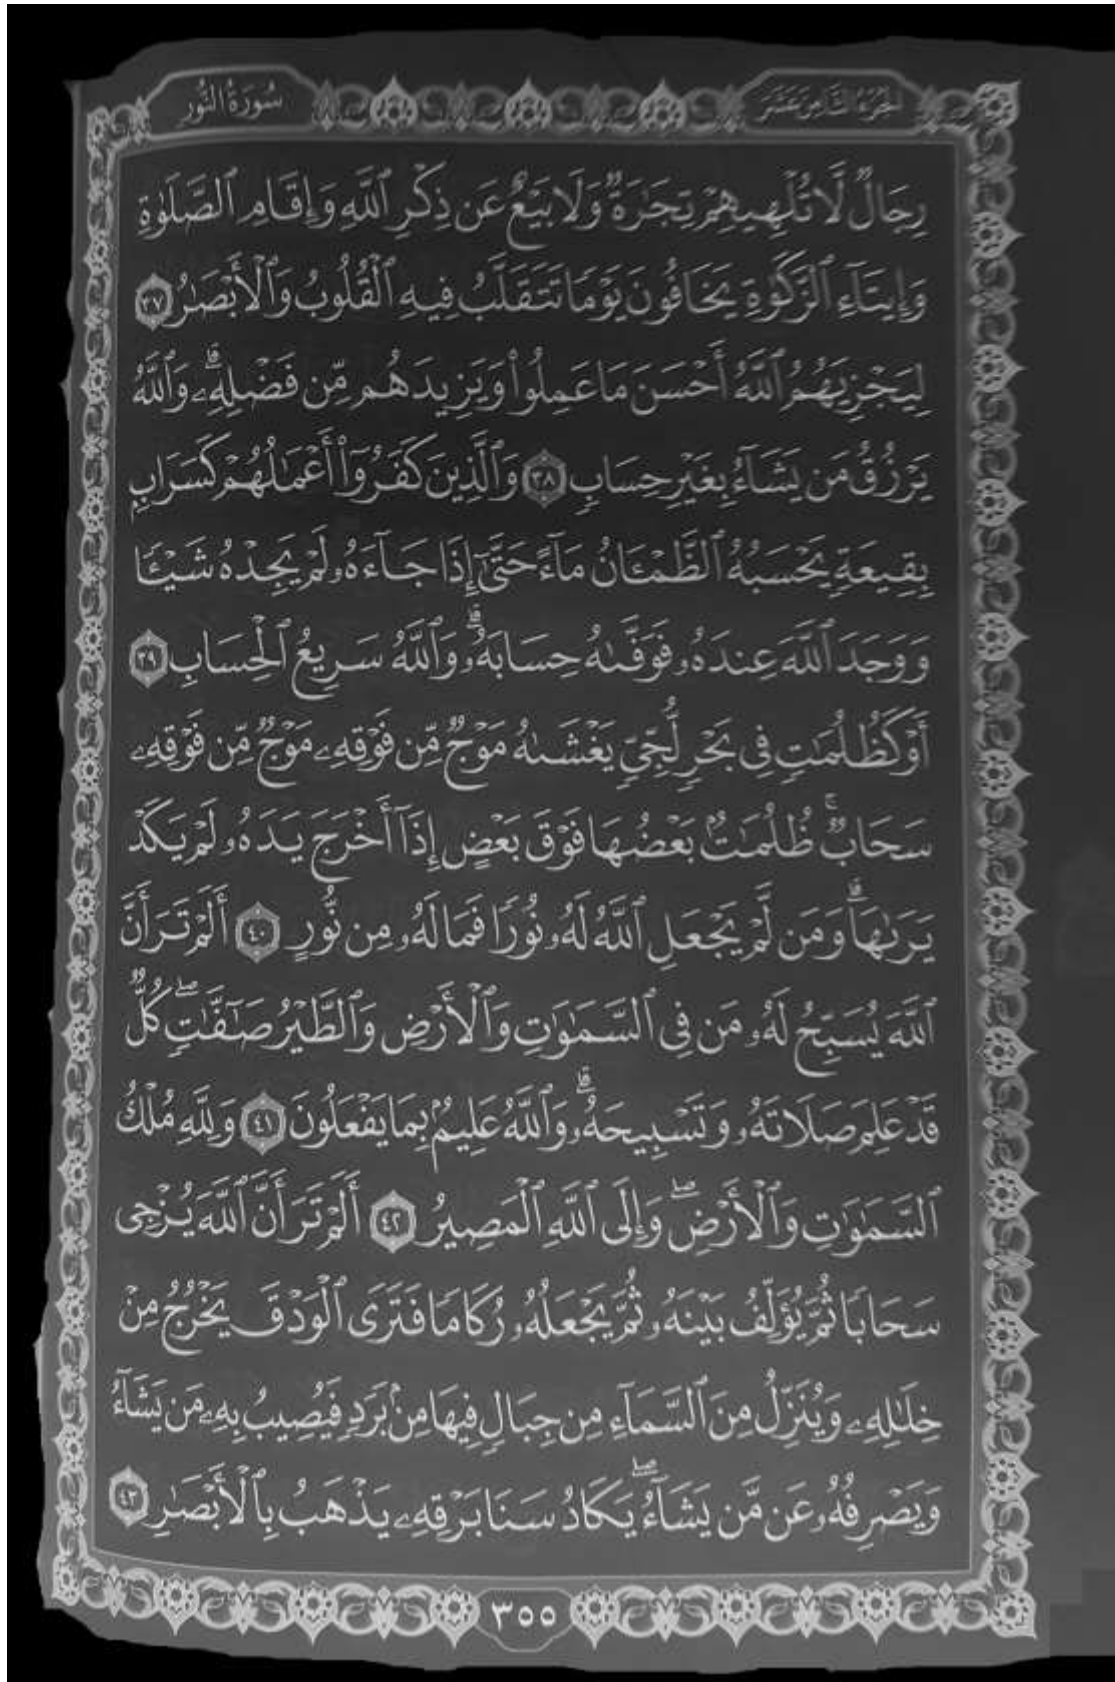 الجزء الثامن عشر
سورة النور
رِجَالٌ لَّا تُلْهِيهِمْ تِجَٰرَةٌ وَلَا بَيْعٌ عَن ذِكْرِ ٱللَّهِ وَإِقَامِ ٱلصَّلَوٰةِ
وَإِيتَآءِ ٱلزَّكَوٰةِ يَخَافُونَ يَوْمًا تَتَقَلَّبُ فِيهِ ٱلْقُلُوبُ وَٱلْأَبْصَٰرُ ٣٧
لِيَجْزِيَهُمُ ٱللَّهُ أَحْسَنَ مَا عَمِلُوا۟ وَيَزِيدَهُم مِّن فَضْلِهِۦ ۗ وَٱللَّهُ
يَرْزُقُ مَن يَشَآءُ بِغَيْرِ حِسَابٍ ٣٨ وَٱلَّذِينَ كَفَرُوٓا۟ أَعْمَٰلُهُمْ كَسَرَابٍۭ
بِقِيعَةٍ يَحْسَبُهُ ٱلظَّمْـَٔانُ مَآءً حَتَّىٰٓ إِذَا جَآءَهُۥ لَمْ يَجِدْهُ شَيْـًٔا
وَوَجَدَ ٱللَّهَ عِندَهُۥ فَوَفَّىٰهُ حِسَابَهُۥ ۗ وَٱللَّهُ سَرِيعُ ٱلْحِسَابِ ٣٩
أَوْ كَظُلُمَٰتٍ فِى بَحْرٍ لُّجِّىٍّ يَغْشَىٰهُ مَوْجٌ مِّن فَوْقِهِۦ مَوْجٌ مِّن فَوْقِهِۦ
سَحَابٌ ۚ ظُلُمَٰتٌۢ بَعْضُهَا فَوْقَ بَعْضٍ إِذَآ أَخْرَجَ يَدَهُۥ لَمْ يَكَدْ
يَرَىٰهَا ۗ وَمَن لَّمْ يَجْعَلِ ٱللَّهُ لَهُۥ نُورًا فَمَا لَهُۥ مِن نُّورٍ ٤٠ أَلَمْ تَرَ أَنَّ
ٱللَّهَ يُسَبِّحُ لَهُۥ مَن فِى ٱلسَّمَٰوَٰتِ وَٱلْأَرْضِ وَٱلطَّيْرُ صَٰٓفَّٰتٍ ۖ كُلٌّ
قَدْ عَلِمَ صَلَاتَهُۥ وَتَسْبِيحَهُۥ ۗ وَٱللَّهُ عَلِيمٌۢ بِمَا يَفْعَلُونَ ٤١ وَلِلَّهِ مُلْكُ
ٱلسَّمَٰوَٰتِ وَٱلْأَرْضِ ۖ وَإِلَى ٱللَّهِ ٱلْمَصِيرُ ٤٢ أَلَمْ تَرَ أَنَّ ٱللَّهَ يُزْجِى
سَحَابًا ثُمَّ يُؤَلِّفُ بَيْنَهُۥ ثُمَّ يَجْعَلُهُۥ رُكَامًا فَتَرَى ٱلْوَدْقَ يَخْرُجُ مِنْ
خِلَٰلِهِۦ وَيُنَزِّلُ مِنَ ٱلسَّمَآءِ مِن جِبَالٍ فِيهَا مِنۢ بَرَدٍ فَيُصِيبُ بِهِۦ مَن يَشَآءُ
وَيَصْرِفُهُۥ عَن مَّن يَشَآءُ ۖ يَكَادُ سَنَا بَرْقِهِۦ يَذْهَبُ بِٱلْأَبْصَٰرِ ٤٣
٣٥٥